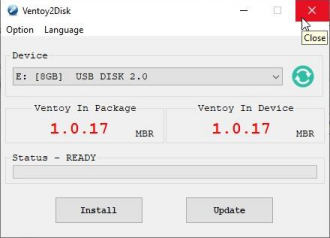 Ventoy2Disk
Option Language
Close
Device
E: [8GB] USB DISK 2.0
Ventoy In Package Ventoy In Device
1.0.17 MBR 1.0.17 MBR
Status - READY
Install Update